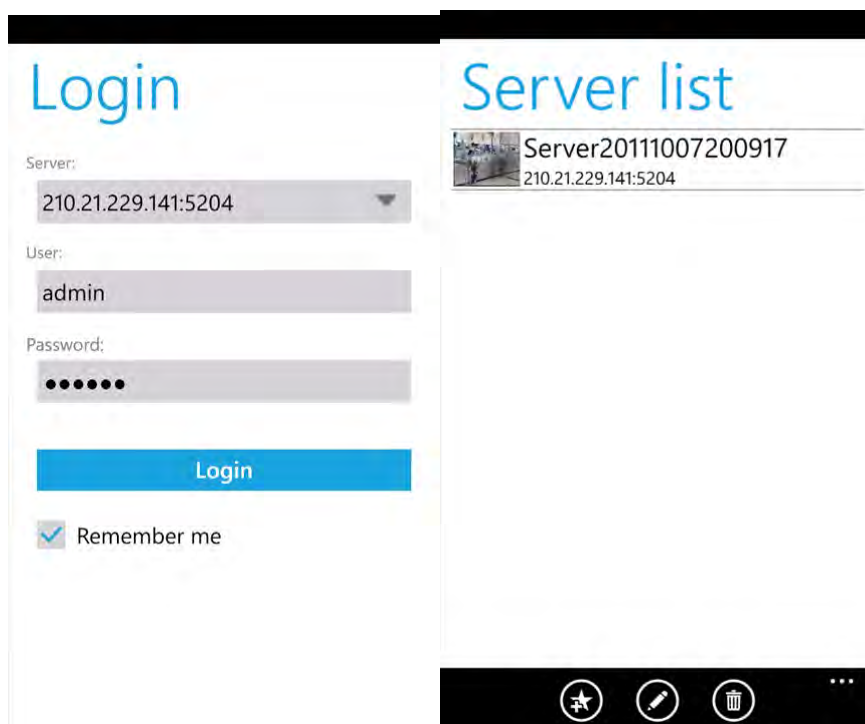 Login
Server:
210.21.229.141:5204
User:
admin
Password:
••••••
Login
Remember me
Server list
Server20111007200917
210.21.229.141:5204